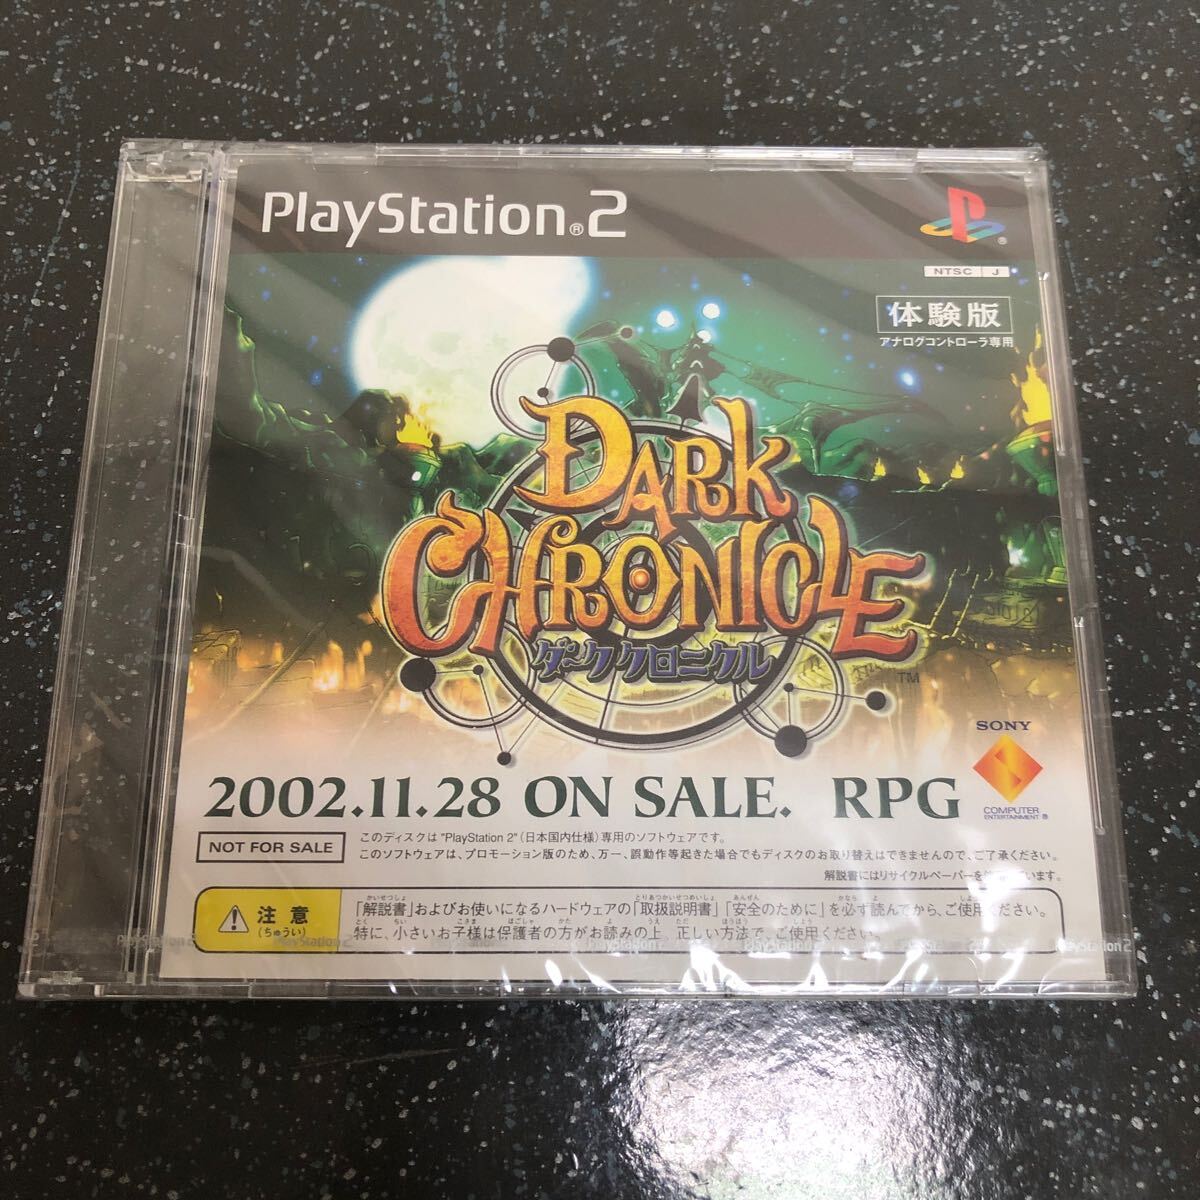 PlayStation®2
NTSC J
体験版
アナログコントローラ専用
DARK
CHRONICLE
ダーククロニクル
TM
SONY
COMPUTER
ENTERTAINMENT®
2002.11.28 ON SALE. RPG
NOT FOR SALE
このディスクは"PlayStation 2"(日本国内仕様)専用のソフトウェアです。
このソフトウェアは、プロモーション版のため、万一、誤動作等起きた場合でもディスクのお取り替えはできませんので、ご了承ください。
解説書にはリサイクルペーパーを います。
注意
(ちゅうい)
「解説書」およびお使いになるハードウェアの「取扱説明書」「安全のために」を必ず読んでから、ご使用ください。
特に、小さいお子様は保護者の方がお読みの上、正しい方法で、ご使用ください。
PlayStation 2 PlayStation 2 PlayStation 2